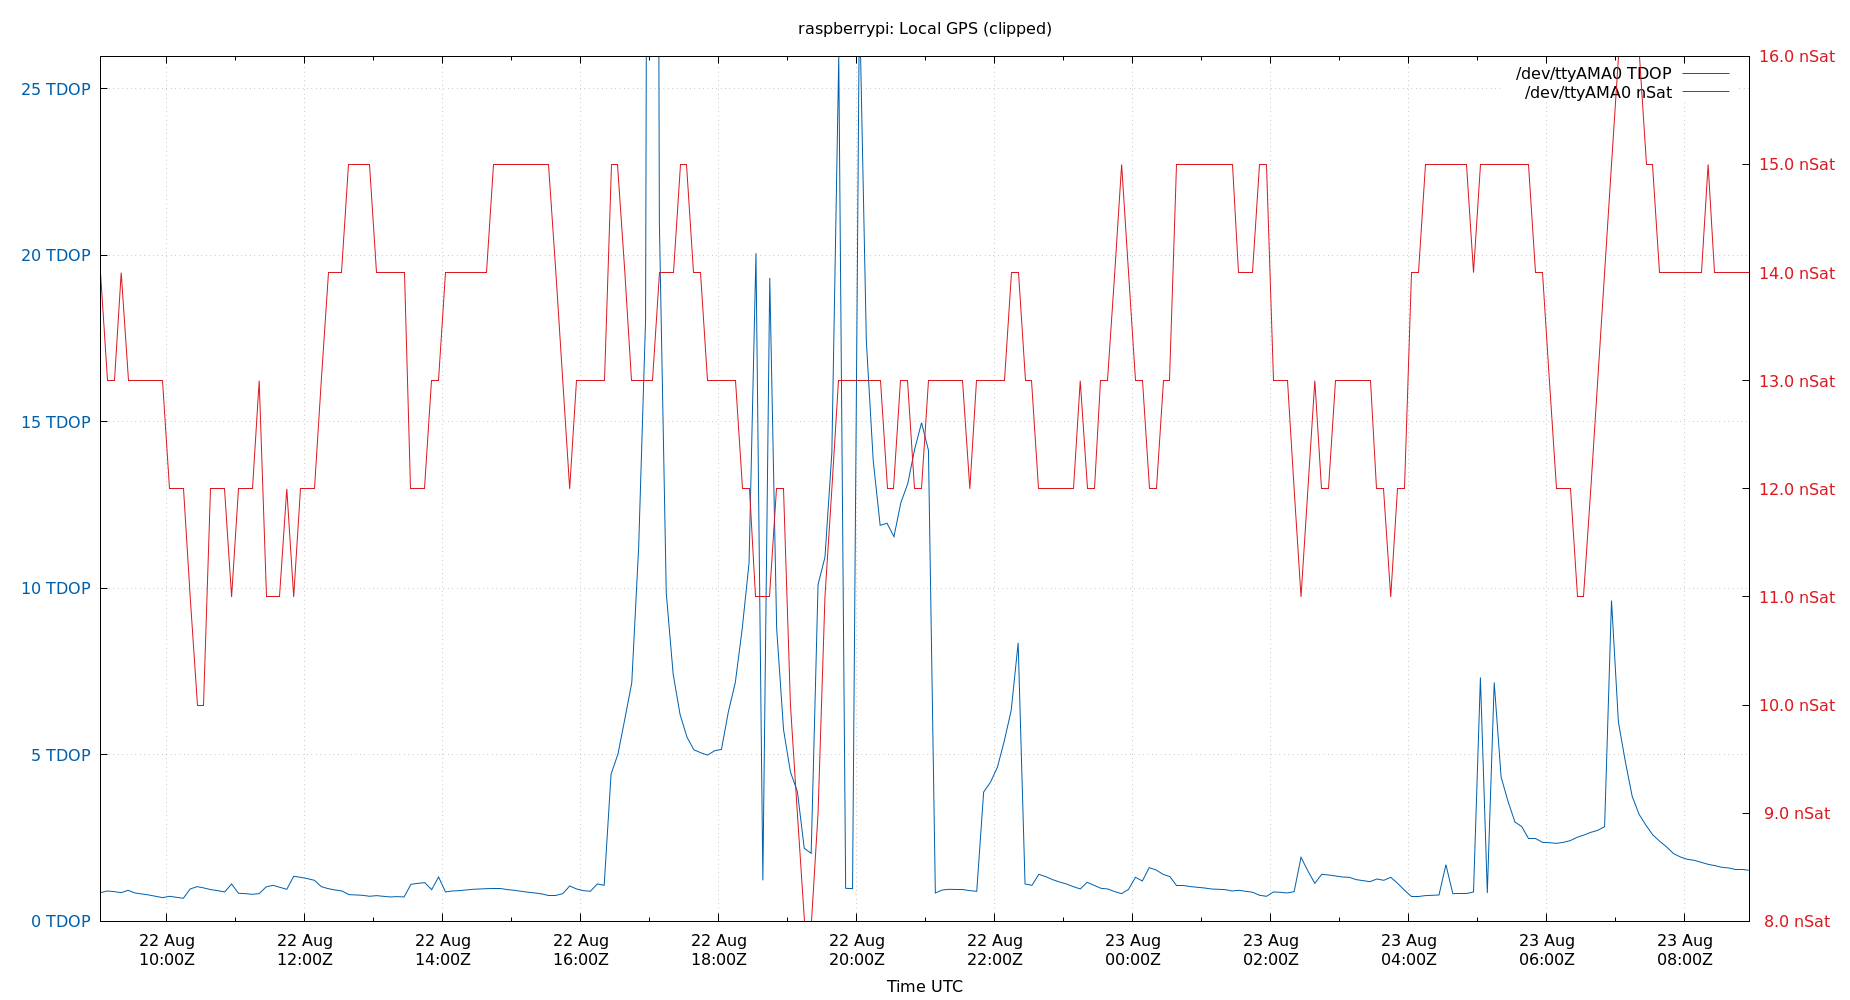 raspberrypi: Local GPS (clipped)
25 TDOP
20 TDOP
15 TDOP
10 TDOP
5 TDOP
0 TDOP
/dev/ttyAMA0 TDOP
/dev/ttyAMA0 nSat
16.0 nSat
15.0 nSat
14.0 nSat
13.0 nSat
12.0 nSat
11.0 nSat
10.0 nSat
9.0 nSat
8.0 nSat
22 Aug 22 Aug 22 Aug 22 Aug 22 Aug 22 Aug 22 Aug 23 Aug 23 Aug 23 Aug 23 Aug 23 Aug
10:00Z 12:00Z 14:00Z 16:00Z 18:00Z 20:00Z 22:00Z 00:00Z 02:00Z 04:00Z 06:00Z 08:00Z
Time UTC